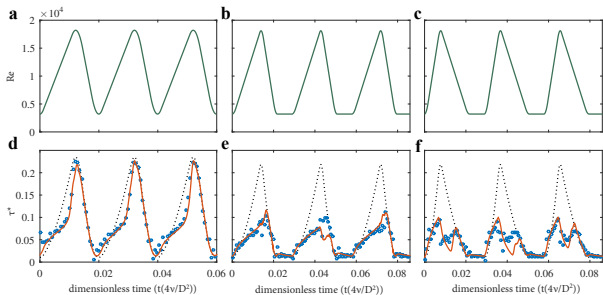 a b c
×10⁴
2
1.5
1
0.5
0
Re
d e f
0.2
0.15
0.1
0.05
0
τ*
0 0.02 0.04 0.06 0 0.02 0.04 0.06 0.08 0 0.02 0.04 0.06 0.08
dimensionless time (t(4ν/D²)) dimensionless time (t(4ν/D²)) dimensionless time (t(4ν/D²))